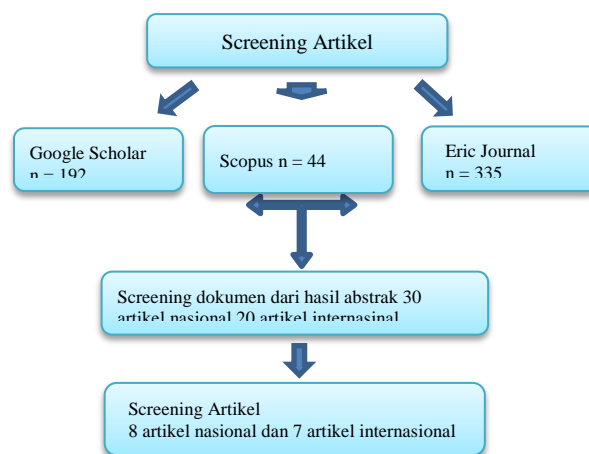 Screening Artikel
Google Scholar
n = 192
Scopus n = 44
Eric Journal
n = 335
Screening dokumen dari hasil abstrak 30
artikel nasional 20 artikel internasinal
Screening Artikel
8 artikel nasional dan 7 artikel internasional